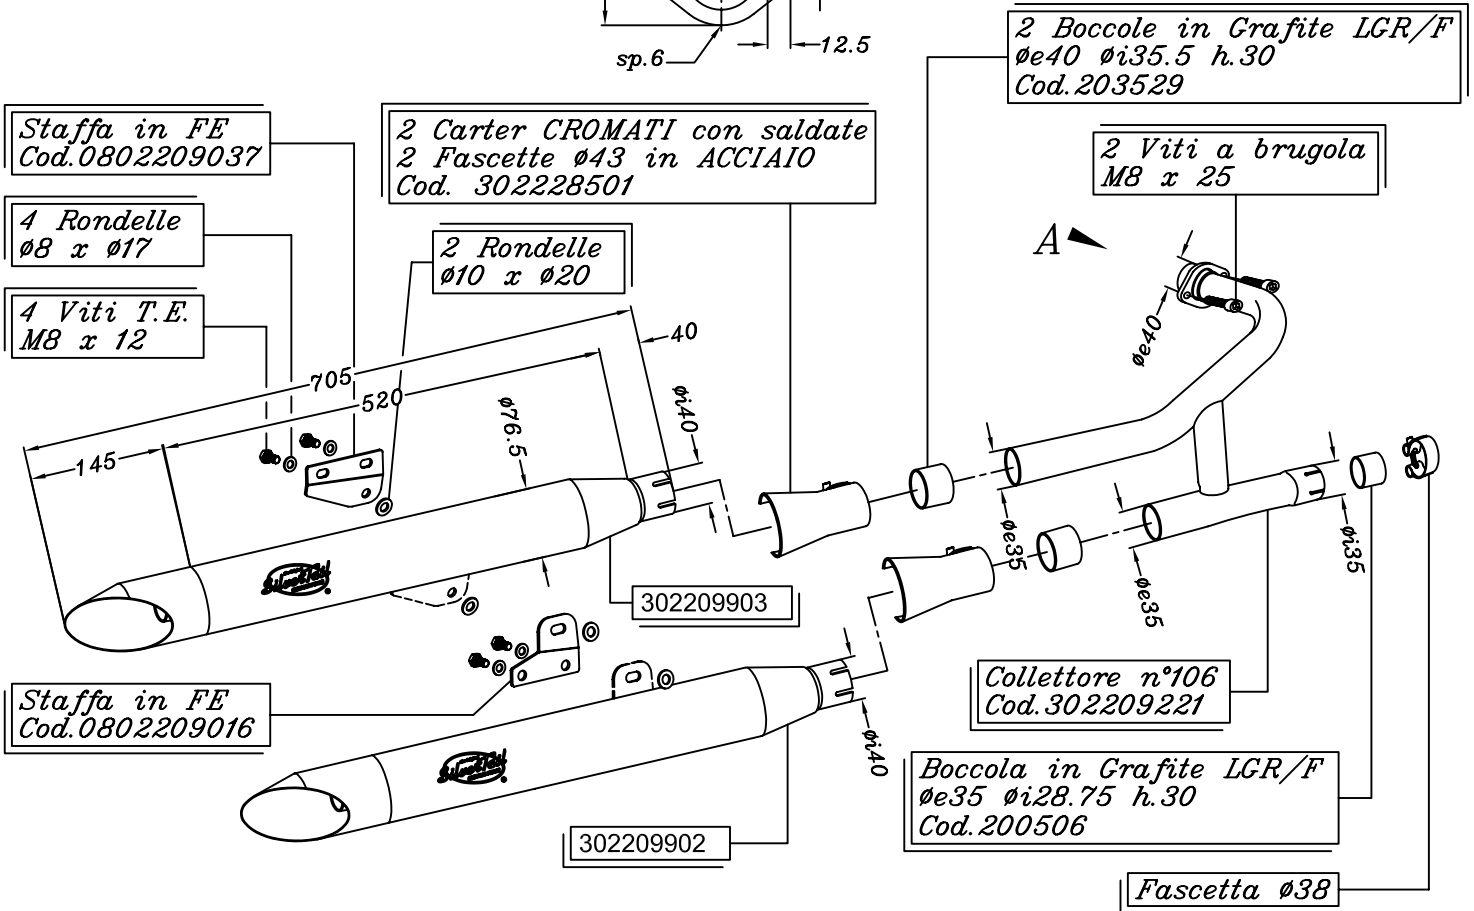 sp.6
12.5
2 Boccole in Grafite LGR/F
øe40 øi35.5 h.30
Cod.203529
Staffa in FE
Cod.0802209037
2 Carter CROMATI con saldate
2 Fascette ø43 in ACCIAIO
Cod. 302228501
2 Viti a brugola
M8 x 25
4 Rondelle
ø8 x ø17
2 Rondelle
ø10 x ø20
A
4 Viti T.E.
M8 x 12
40
øe40
705
520
ø76.5
øi40
145
øe35
øi35
øe35
SilverTail
302209903
Staffa in FE
Cod.0802209016
Collettore n°106
Cod.302209221
øi40
SilverTail
Boccola in Grafite LGR/F
øe35 øi28.75 h.30
Cod.200506
302209902
Fascetta ø38